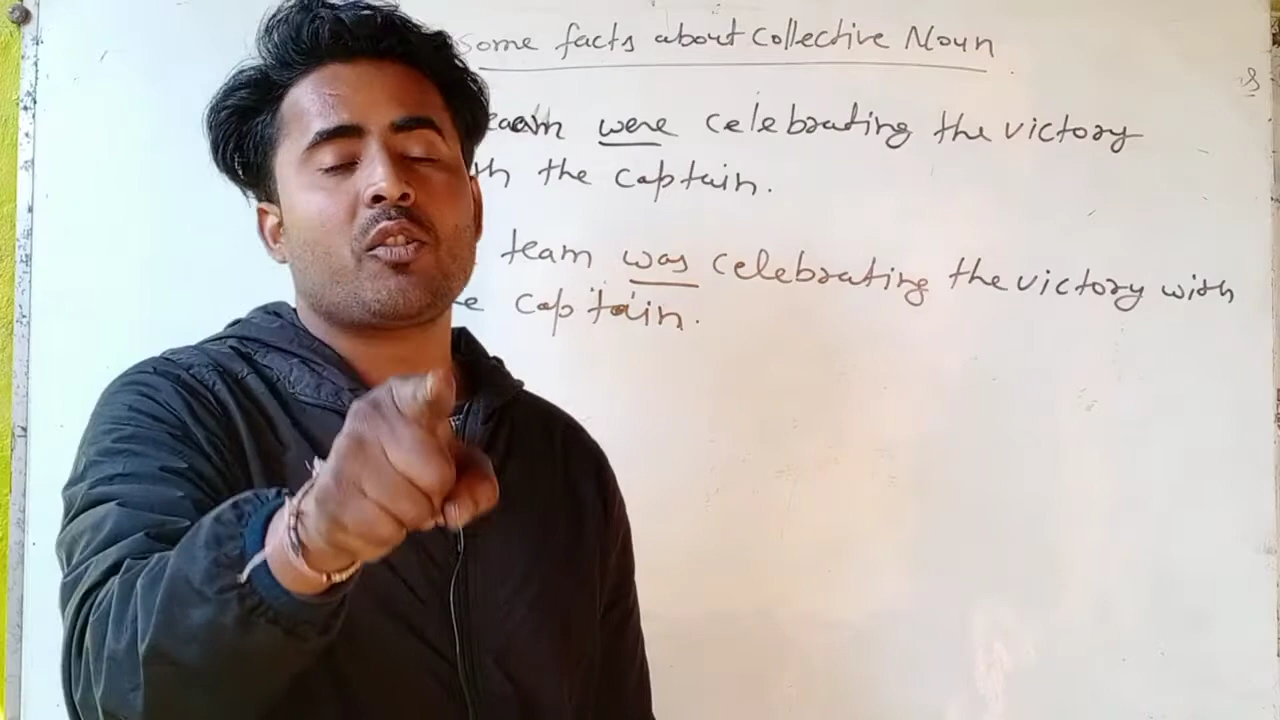 some facts about Collective Noun
team were celebrating the victory
the captain.
team was celebrating the victory with
captain.